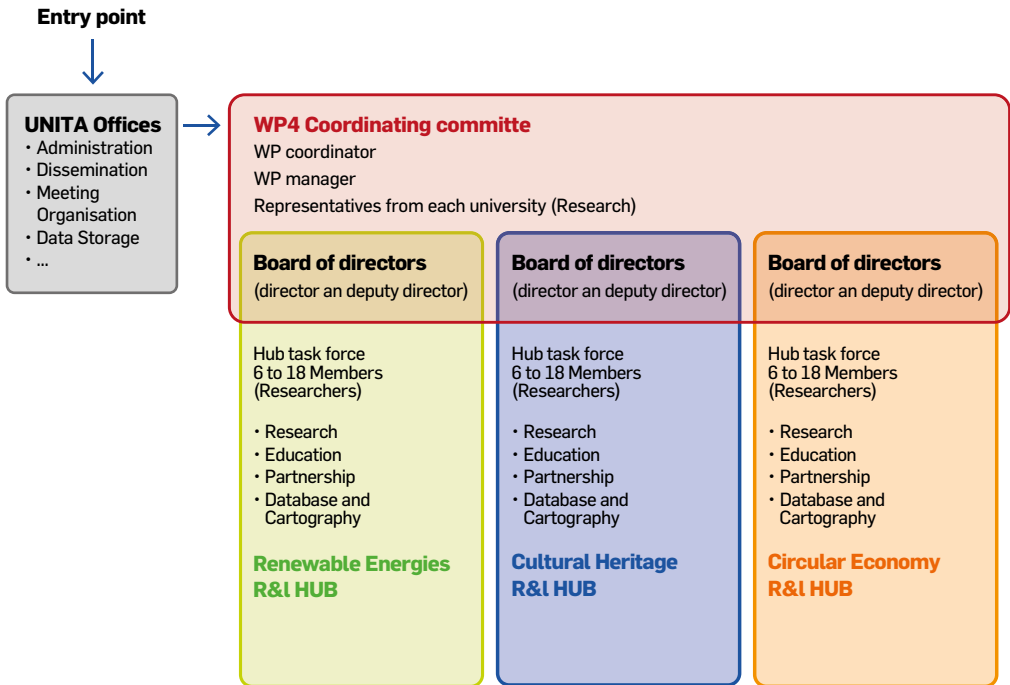 Entry point
UNITA Offices
· Administration
· Dissemination
· Meeting
Organisation
· Data Storage
· ...
WP4 Coordinating committe
WP coordinator
WP manager
Representatives from each university (Research)
Board of directors
(director an deputy director)
Hub task force
6 to 18 Members
(Researchers)
· Research
· Education
· Partnership
· Database and
Cartography
Renewable Energies
R&I HUB
Board of directors
(director an deputy director)
Hub task force
6 to 18 Members
(Researchers)
· Research
· Education
· Partnership
· Database and
Cartography
Cultural Heritage
R&I HUB
Board of directors
(director an deputy director)
Hub task force
6 to 18 Members
(Researchers)
· Research
· Education
· Partnership
· Database and
Cartography
Circular Economy
R&I HUB